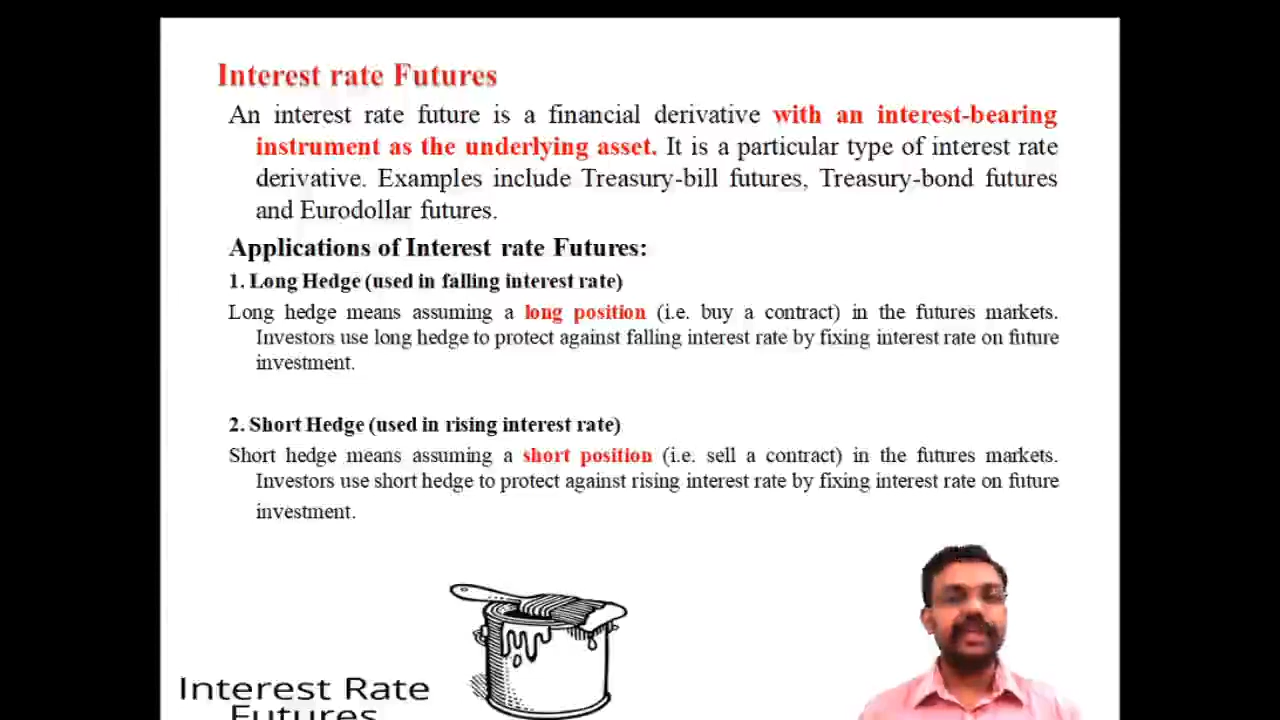 Interest rate Futures
An interest rate future is a financial derivative with an interest-bearing
instrument as the underlying asset. It is a particular type of interest rate
derivative. Examples include Treasury-bill futures, Treasury-bond futures
and Eurodollar futures.
Applications of Interest rate Futures:
1. Long Hedge (used in falling interest rate)
Long hedge means assuming a long position (i.e. buy a contract) in the futures markets.
Investors use long hedge to protect against falling interest rate by fixing interest rate on future
investment.
2. Short Hedge (used in rising interest rate)
Short hedge means assuming a short position (i.e. sell a contract) in the futures markets.
Investors use short hedge to protect against rising interest rate by fixing interest rate on future
investment.
Interest Rate
Futures